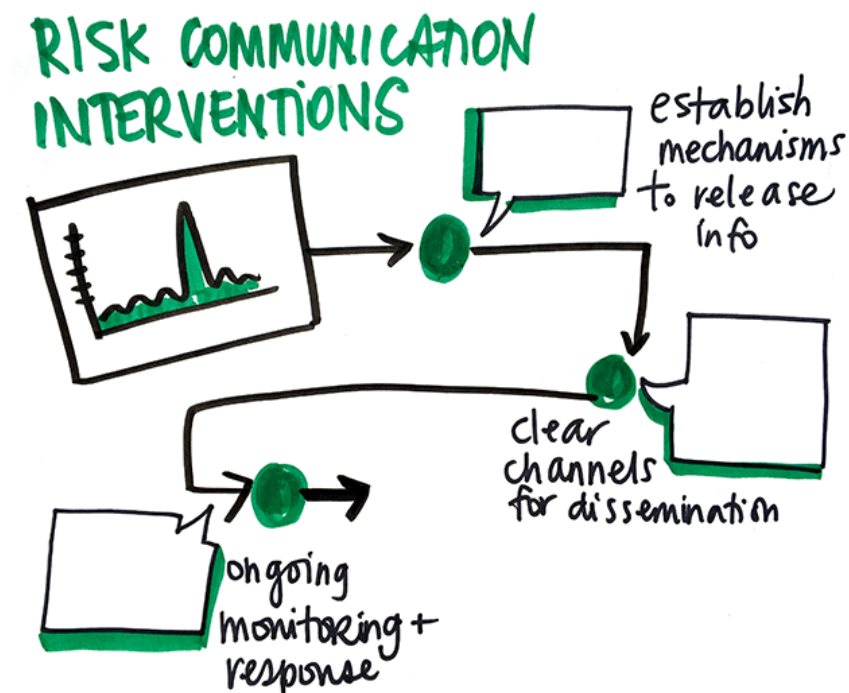 RISK COMMUNICATION
INTERVENTIONS
establish
mechanisms
to release
info
clear
channels
for dissemination
ongoing
monitoring +
response